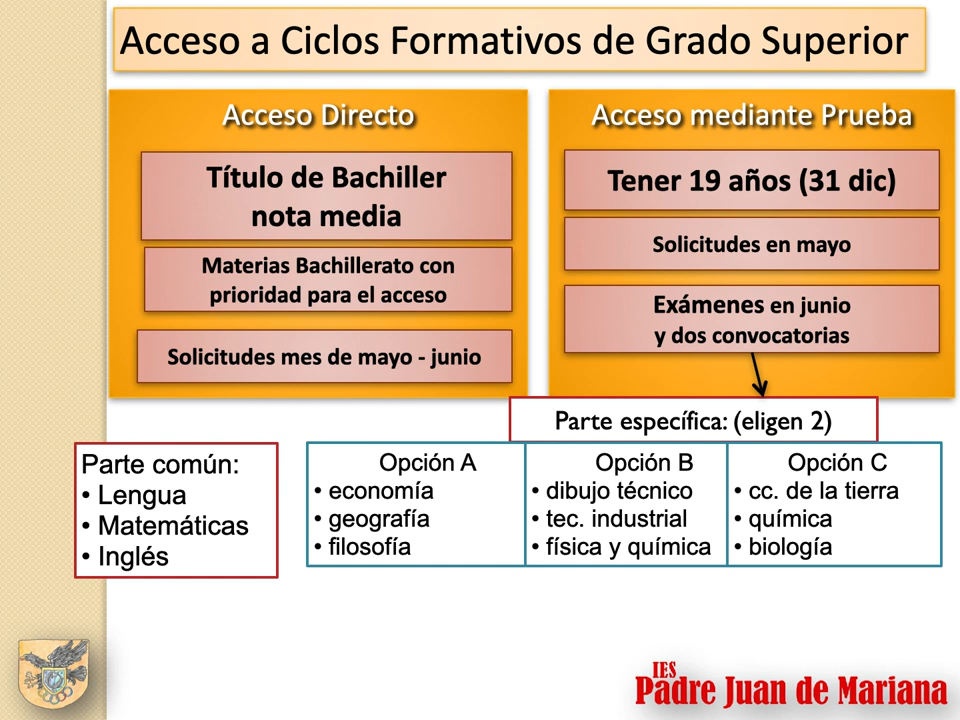 Acceso a Ciclos Formativos de Grado Superior
Acceso Directo
Título de Bachiller
nota media
Materias Bachillerato con
prioridad para el acceso
Solicitudes mes de mayo - junio
Acceso mediante Prueba
Tener 19 años (31 dic)
Solicitudes en mayo
Exámenes en junio
y dos convocatorias
Parte específica: (eligen 2)
Parte común:
• Lengua
• Matemáticas
• Inglés
Opción A
• economía
• geografía
• filosofía
Opción B
• dibujo técnico
• tec. industrial
• física y química
Opción C
• cc. de la tierra
• química
• biología
IES
Padre Juan de Mariana